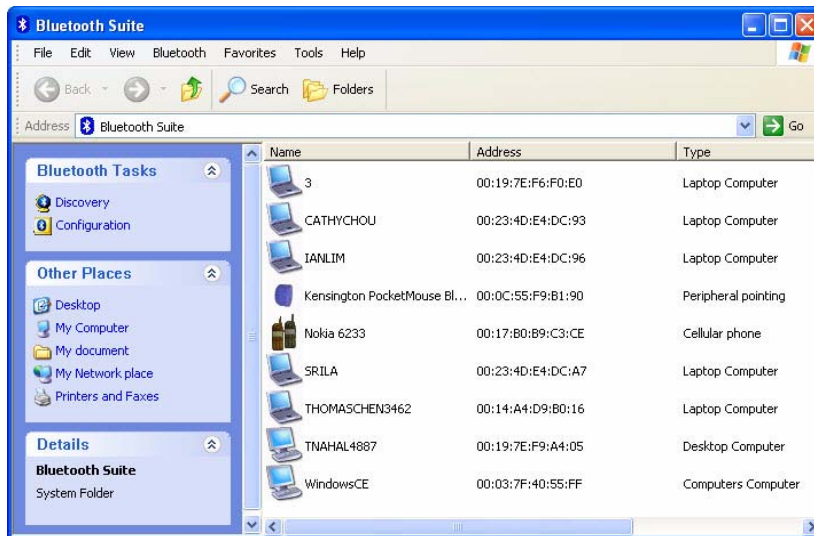 Bluetooth Suite
File Edit View Bluetooth Favorites Tools Help
Back Search Folders
Address Bluetooth Suite Go
Bluetooth Tasks
Discovery
Configuration
Other Places
Desktop
My Computer
My document
My Network place
Printers and Faxes
Details
Bluetooth Suite
System Folder
Name Address Type
3 00:19:7E:F6:F0:E0 Laptop Computer
CATHYCHOU 00:23:4D:E4:DC:93 Laptop Computer
IANLIM 00:23:4D:E4:DC:96 Laptop Computer
Kensington PocketMouse Bl... 00:0C:55:F9:B1:90 Peripheral pointing
Nokia 6233 00:17:B0:B9:C3:CE Cellular phone
SRILA 00:23:4D:E4:DC:A7 Laptop Computer
THOMASCHEN3462 00:14:A4:D9:B0:16 Laptop Computer
TNAHAL4887 00:19:7E:F9:A4:05 Desktop Computer
WindowsCE 00:03:7F:40:55:FF Computers Computer